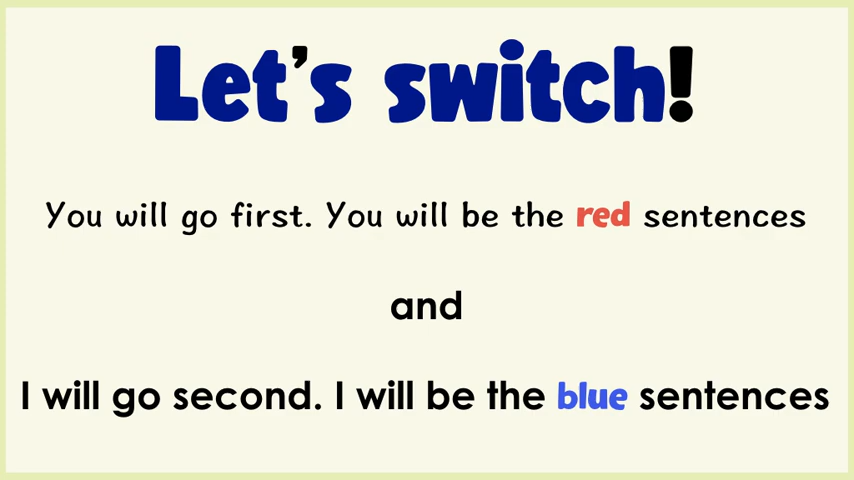 Let's switch!
You will go first. You will be the red sentences
and
I will go second. I will be the blue sentences